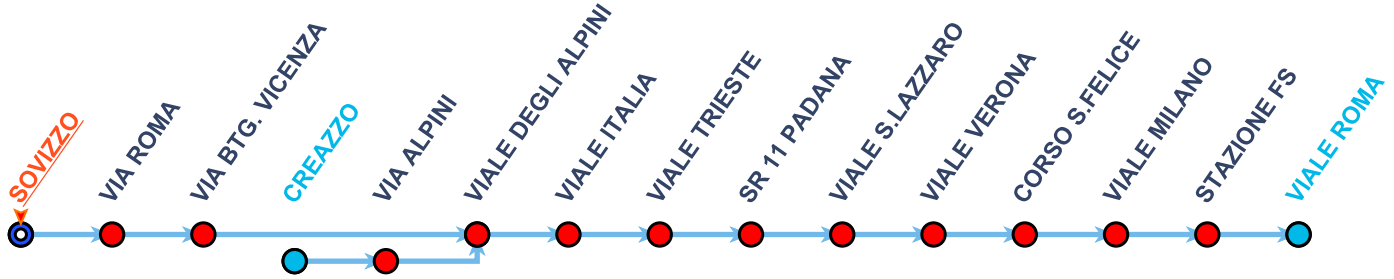 SOVIZZO
VIA ROMA
VIA BTG. VICENZA
CREAZZO
VIA ALPINI
VIALE DEGLI ALPINI
VIALE ITALIA
VIALE TRIESTE
SR 11 PADANA
VIALE S.LAZZARO
VIALE VERONA
CORSO S.FELICE
VIALE MILANO
STAZIONE FS
VIALE ROMA